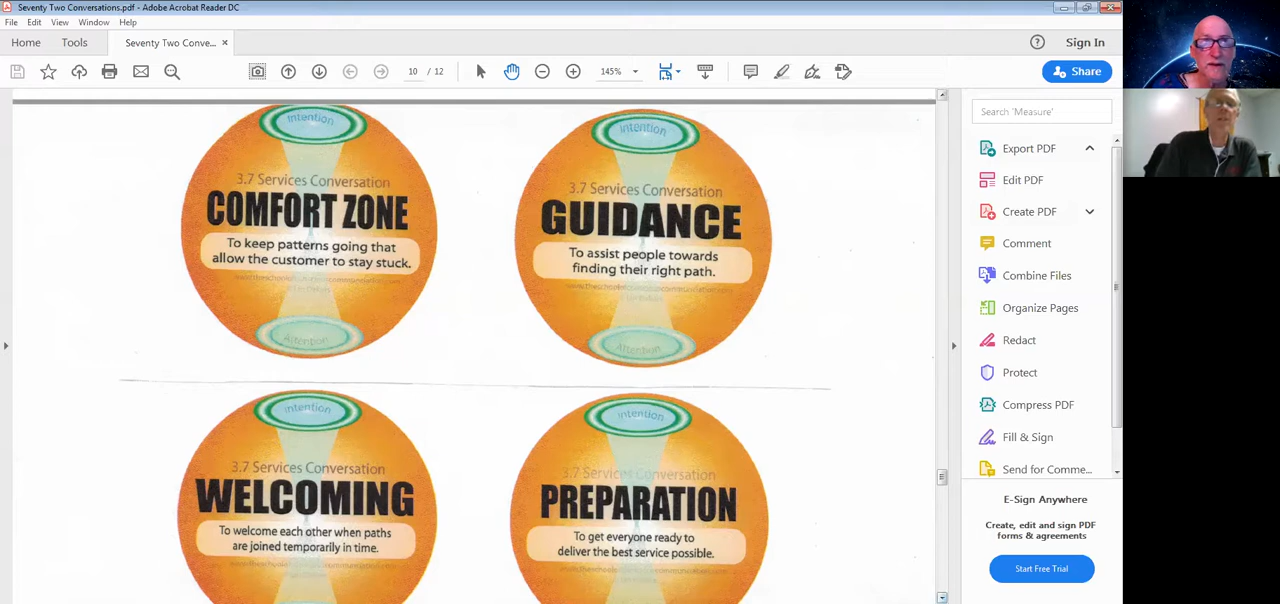 Seventy Two Conversations.pdf - Adobe Acrobat Reader DC
File Edit View Window Help
Home Tools Seventy Two Conve... × Sign In
10 / 12 145% Share
Search 'Measure'
Export PDF
Edit PDF
Create PDF
Comment
Combine Files
Organize Pages
Redact
Protect
Compress PDF
Fill & Sign
Send for Comme...
E-Sign Anywhere
Create, edit and sign PDF
forms & agreements
Start Free Trial
Intention
3.7 Services Conversation
COMFORT ZONE
To keep patterns going that
allow the customer to stay stuck.
Attention
Intention
3.7 Services Conversation
GUIDANCE
To assist people towards
finding their right path.
Attention
Intention
3.7 Services Conversation
WELCOMING
To welcome each other when paths
are joined temporarily in time.
Intention
3.7 Services Conversation
PREPARATION
To get everyone ready to
deliver the best service possible.